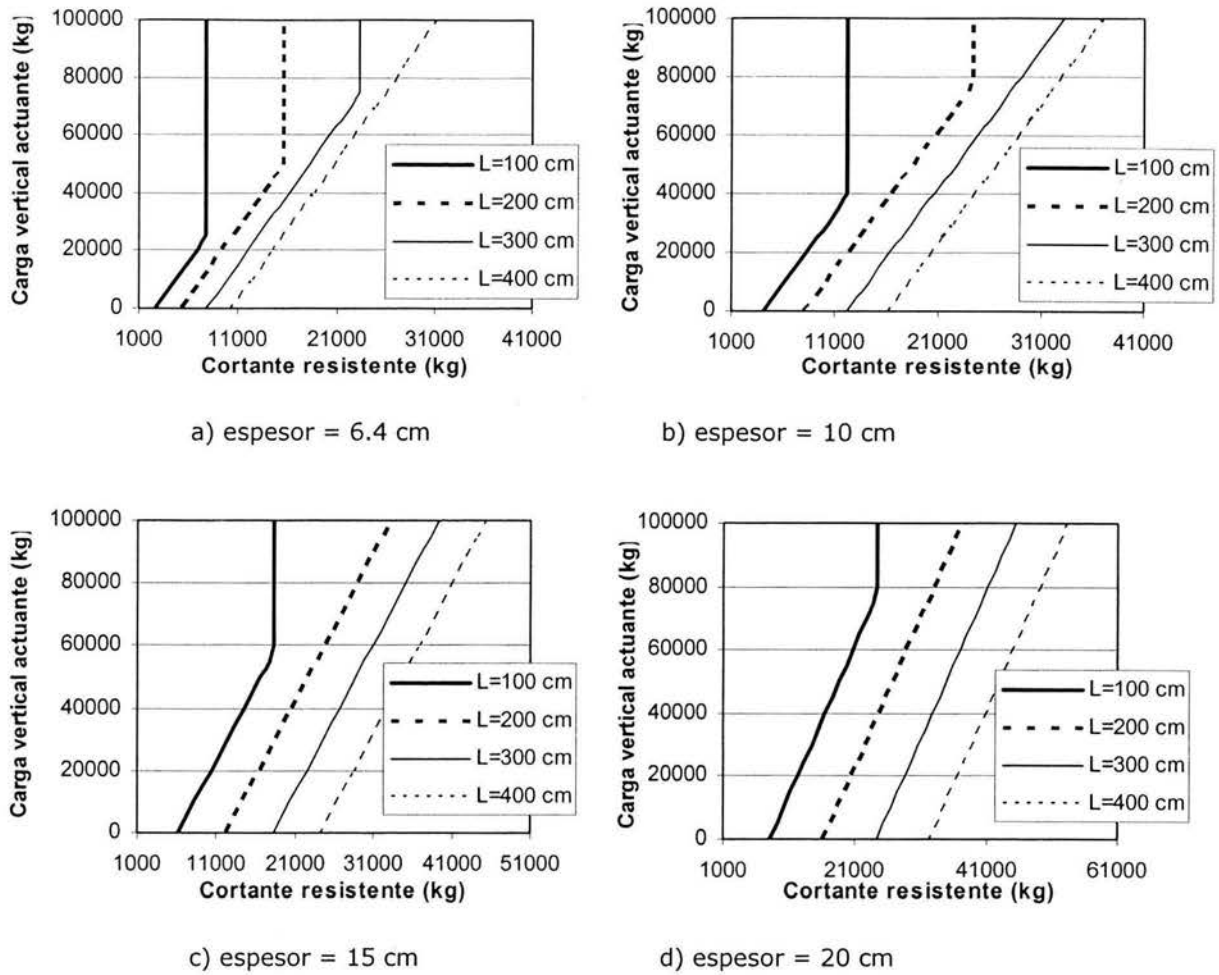 Carga vertical actuante (kg)
100000
80000
60000
40000
20000
0
L=100 cm
L=200 cm
L=300 cm
L=400 cm
1000 11000 21000 31000 41000
Cortante resistente (kg)
a) espesor = 6.4 cm
Carga vertical actuante (kg)
100000
80000
60000
40000
20000
0
L=100 cm
L=200 cm
L=300 cm
L=400 cm
1000 11000 21000 31000 41000
Cortante resistente (kg)
b) espesor = 10 cm
Carga vertical actuante (kg)
100000
80000
60000
40000
20000
0
L=100 cm
L=200 cm
L=300 cm
L=400 cm
1000 11000 21000 31000 41000 51000
Cortante resistente (kg)
c) espesor = 15 cm
Carga vertical actuante (kg)
100000
80000
60000
40000
20000
0
L=100 cm
L=200 cm
L=300 cm
L=400 cm
1000 21000 41000 61000
Cortante resistente (kg)
d) espesor = 20 cm